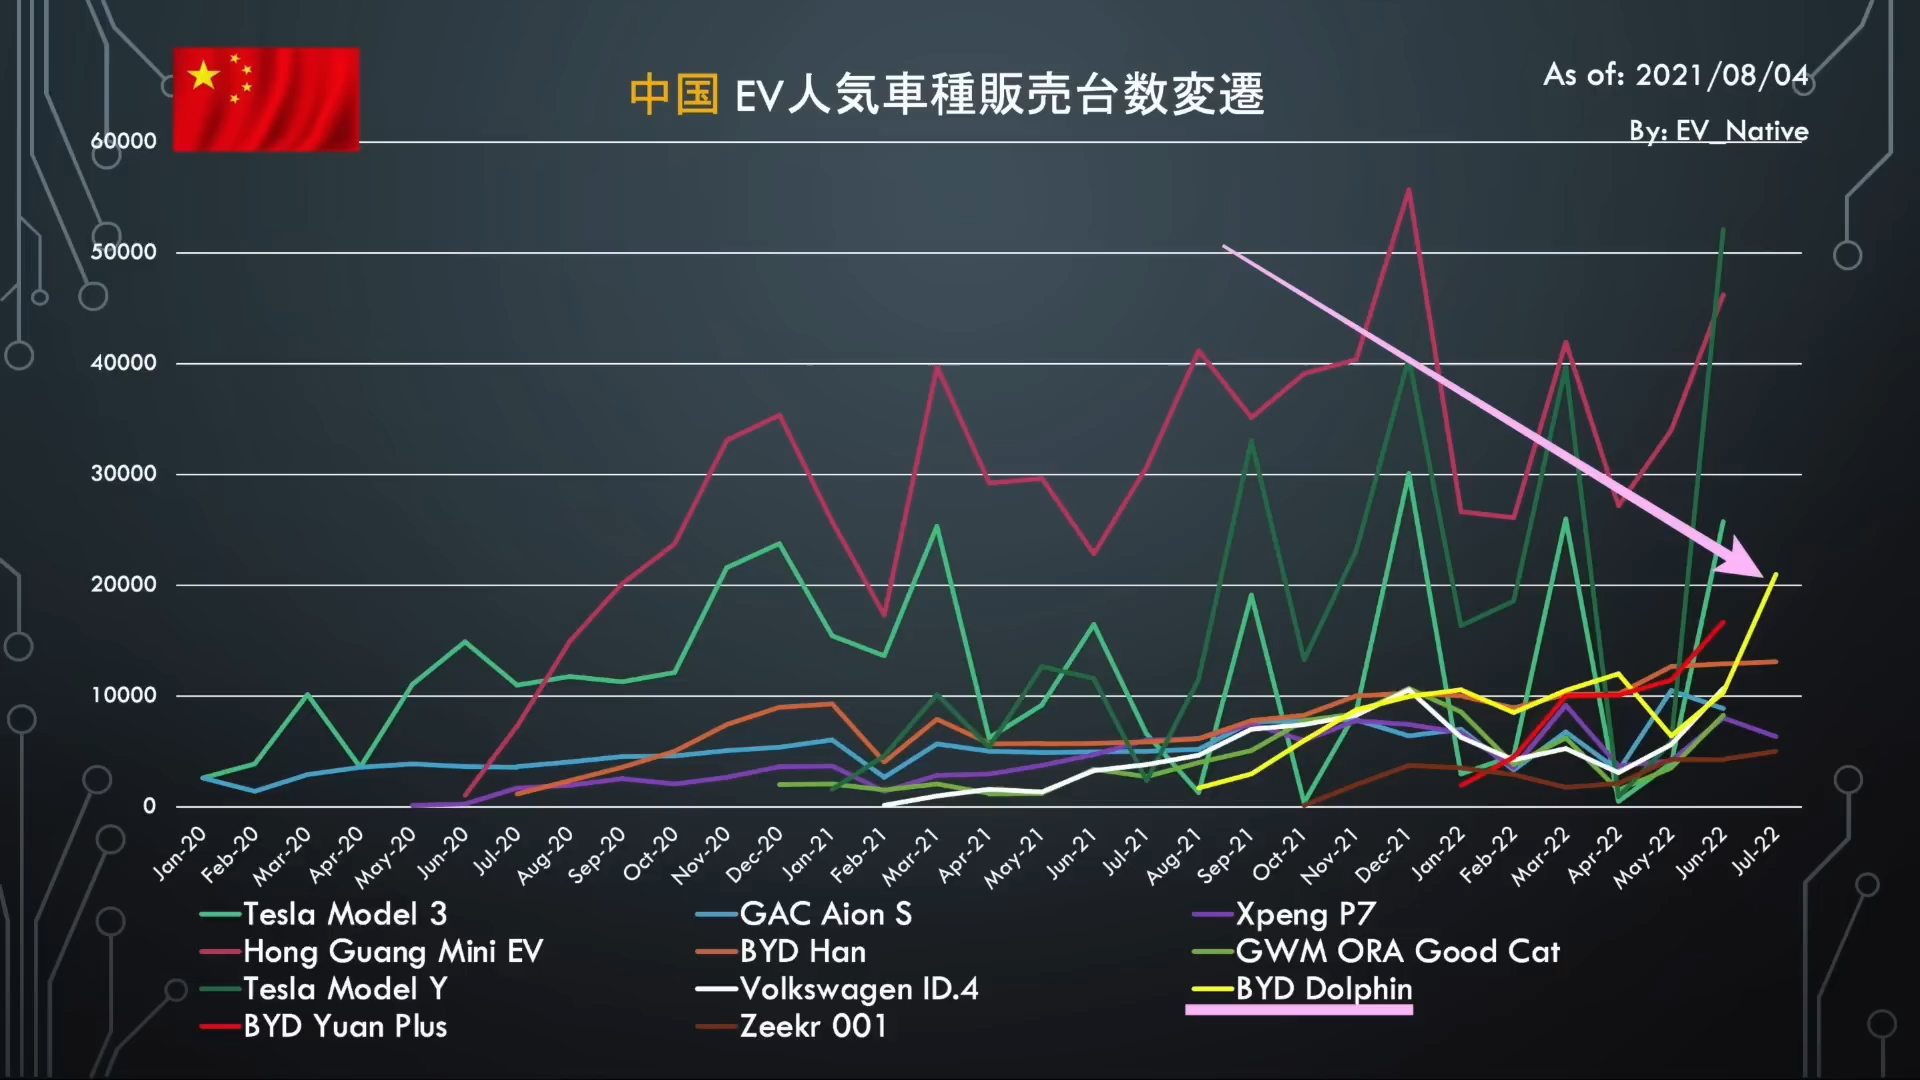 中国 EV人気車種販売台数変遷
As of: 2021/08/04
By: EV_Native
60000
50000
40000
30000
20000
10000
0
Jan-20 Feb-20 Mar-20 Apr-20 May-20 Jun-20 Jul-20 Aug-20 Sep-20 Oct-20 Nov-20 Dec-20 Jan-21 Feb-21 Mar-21 Apr-21 May-21 Jun-21 Jul-21 Aug-21 Sep-21 Oct-21 Nov-21 Dec-21 Jan-22 Feb-22 Mar-22 Apr-22 May-22 Jun-22 Jul-22
Tesla Model 3 GAC Aion S Xpeng P7
Hong Guang Mini EV BYD Han GWM ORA Good Cat
Tesla Model Y Volkswagen ID.4 BYD Dolphin
BYD Yuan Plus Zeekr 001